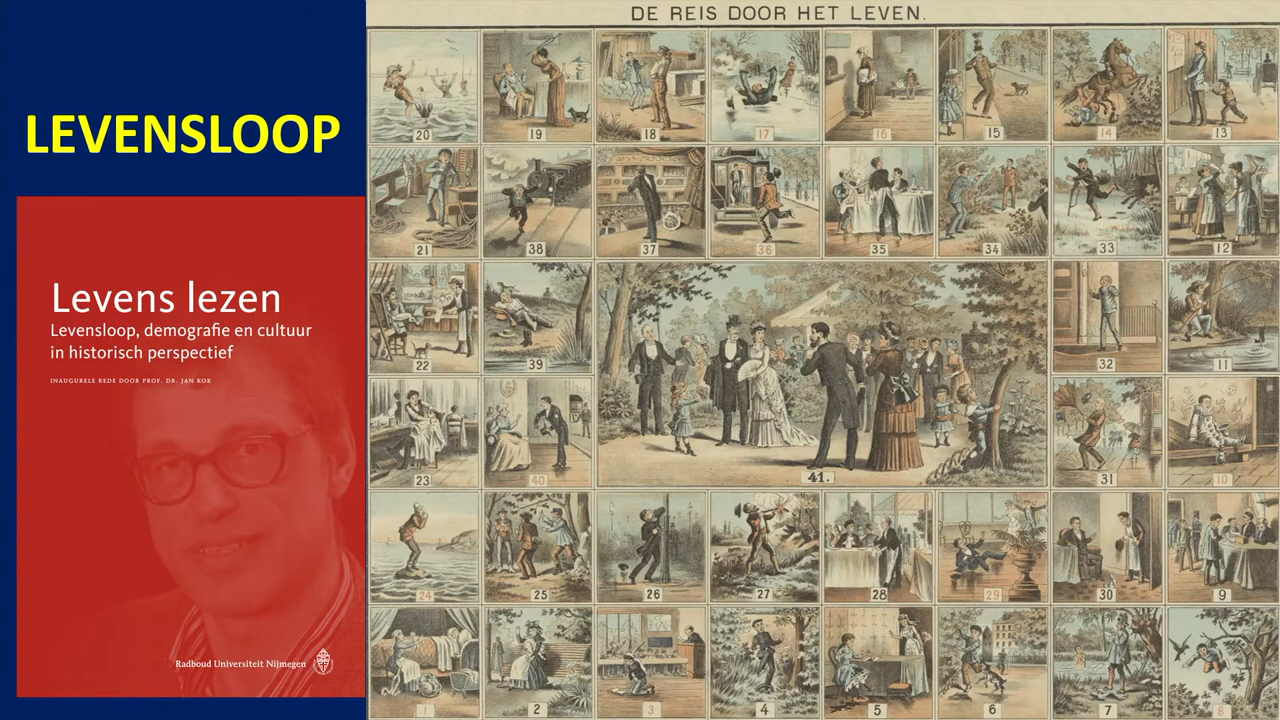 LEVENSLOOP
Levens lezen
Levensloop, demografie en cultuur
in historisch perspectief
INAUGURELE REDE DOOR PROF. DR. JAN KOK
Radboud Universiteit Nijmegen
DE REIS DOOR HET LEVEN.
20 19 18 17 16 15 14 13
21 38 37 36 35 34 33 12
22 39 32 11
23 40 41. 31 10
24 25 26 27 28 29 30 9
1 2 3 4 5 6 7 8